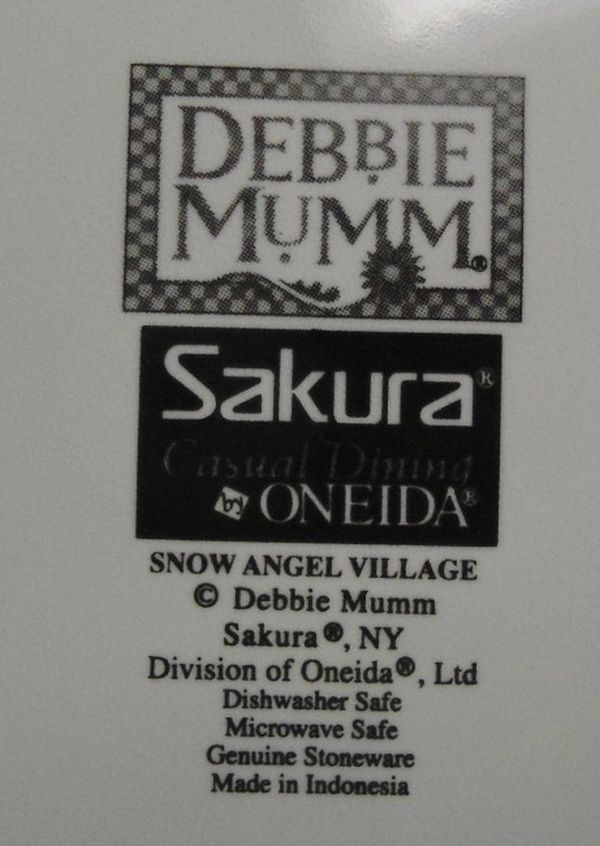 DEBBIE
MUMM®
Sakura®
Casual Dining
by ONEIDA®
SNOW ANGEL VILLAGE
© Debbie Mumm
Sakura®, NY
Division of Oneida®, Ltd
Dishwasher Safe
Microwave Safe
Genuine Stoneware
Made in Indonesia